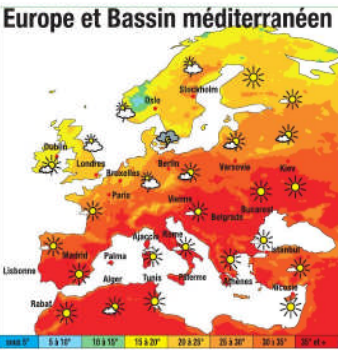 Europe et Bassin méditerranéen
Stockholm
Oslo
Dublin
Londres
Berlin
Varsovie
Kiev
Bruxelles
Paris
Vienne
Bucarest
Belgrade
Ajaccio
Rome
Istanbul
Madrid
Palma
Lisbonne
Alger
Tunis
Palerme
Athènes
Nicosie
Rabat
sous 5° 5 à 10° 10 à 15° 15 à 20° 20 à 25° 25 à 30° 30 à 35° 35° et +